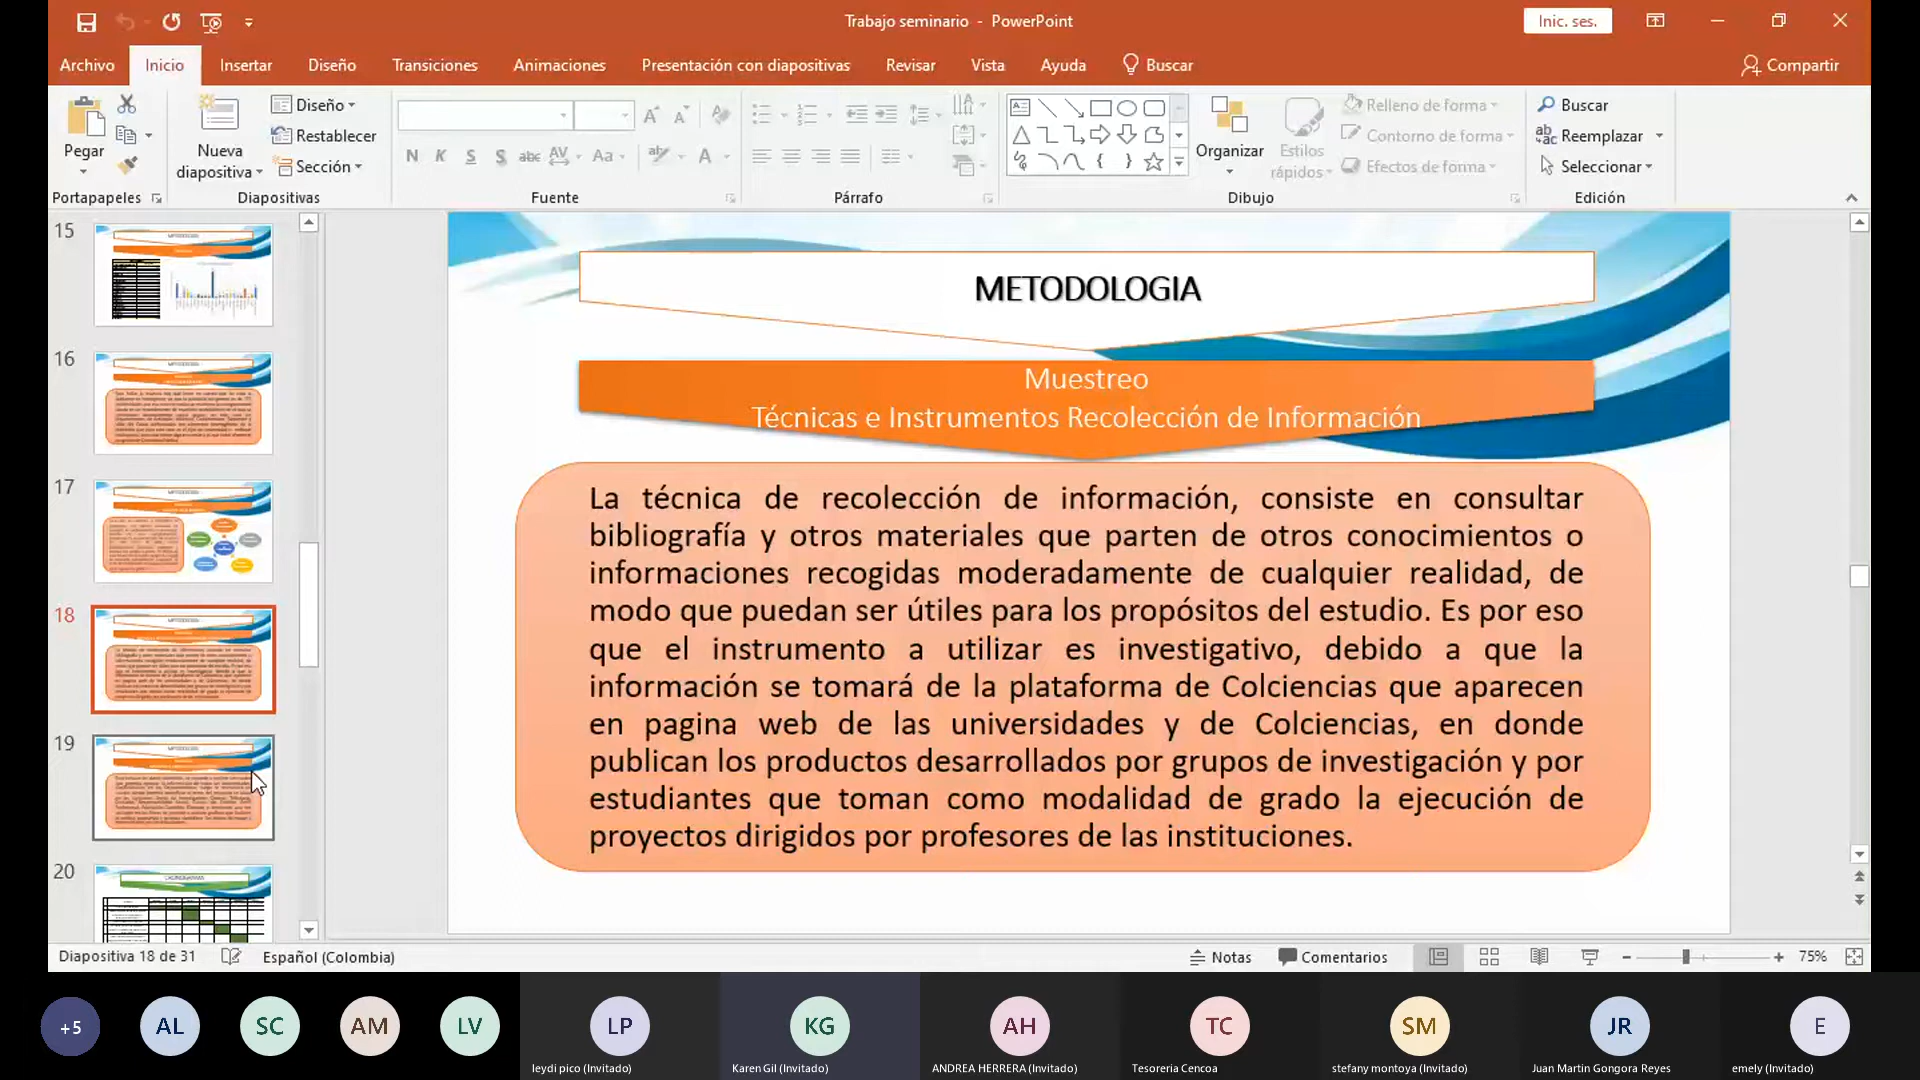 Trabajo seminario - PowerPoint
Inic. ses.
Archivo Inicio Insertar Diseño Transiciones Animaciones Presentación con diapositivas Revisar Vista Ayuda Buscar Compartir
Pegar
Portapapeles
Nueva diapositiva
Diseño
Restablecer
Sección
Diapositivas
N K S S abc AV Aa A
Fuente
Párrafo
Organizar
Estilos rápidos
Relleno de forma
Contorno de forma
Efectos de forma
Dibujo
Buscar
Reemplazar
Seleccionar
Edición
15
16
17
18
19
20
METODOLOGIA
Muestreo
Técnicas e Instrumentos Recolección de Información
La técnica de recolección de información, consiste en consultar
bibliografía y otros materiales que parten de otros conocimientos o
informaciones recogidas moderadamente de cualquier realidad, de
modo que puedan ser útiles para los propósitos del estudio. Es por eso
que el instrumento a utilizar es investigativo, debido a que la
información se tomará de la plataforma de Colciencias que aparecen
en pagina web de las universidades y de Colciencias, en donde
publican los productos desarrollados por grupos de investigación y por
estudiantes que toman como modalidad de grado la ejecución de
proyectos dirigidos por profesores de las instituciones.
Diapositiva 18 de 31
Español (Colombia)
Notas
Comentarios
75%
+5
AL
SC
AM
LV
LP
leydi pico (Invitado)
KG
Karen Gil (Invitado)
AH
ANDREA HERRERA (Invitado)
TC
Tesoreria Cencoa
SM
stefany montoya (Invitado)
JR
Juan Martin Gongora Reyes
E
emely (Invitado)